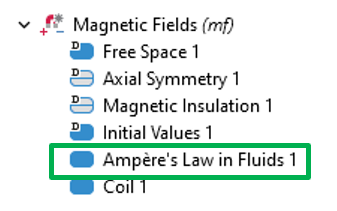 Magnetic Fields (mf)
D Free Space 1
D Axial Symmetry 1
D Magnetic Insulation 1
D Initial Values 1
Ampère's Law in Fluids 1
Coil 1